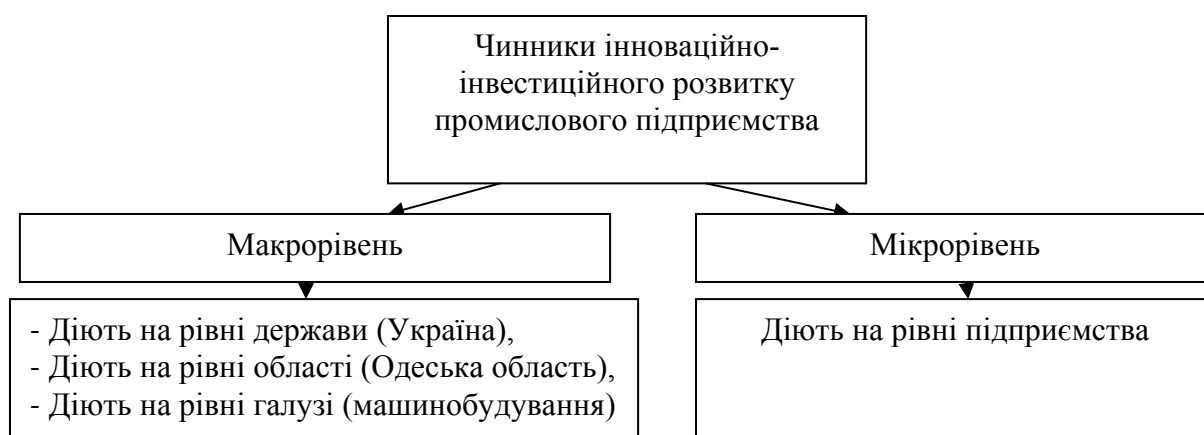 Чинники інноваційно-
інвестиційного розвитку
промислового підприємства
Макрорівень
Мікрорівень
- Діють на рівні держави (Україна),
- Діють на рівні області (Одеська область),
- Діють на рівні галузі (машинобудування)
Діють на рівні підприємства